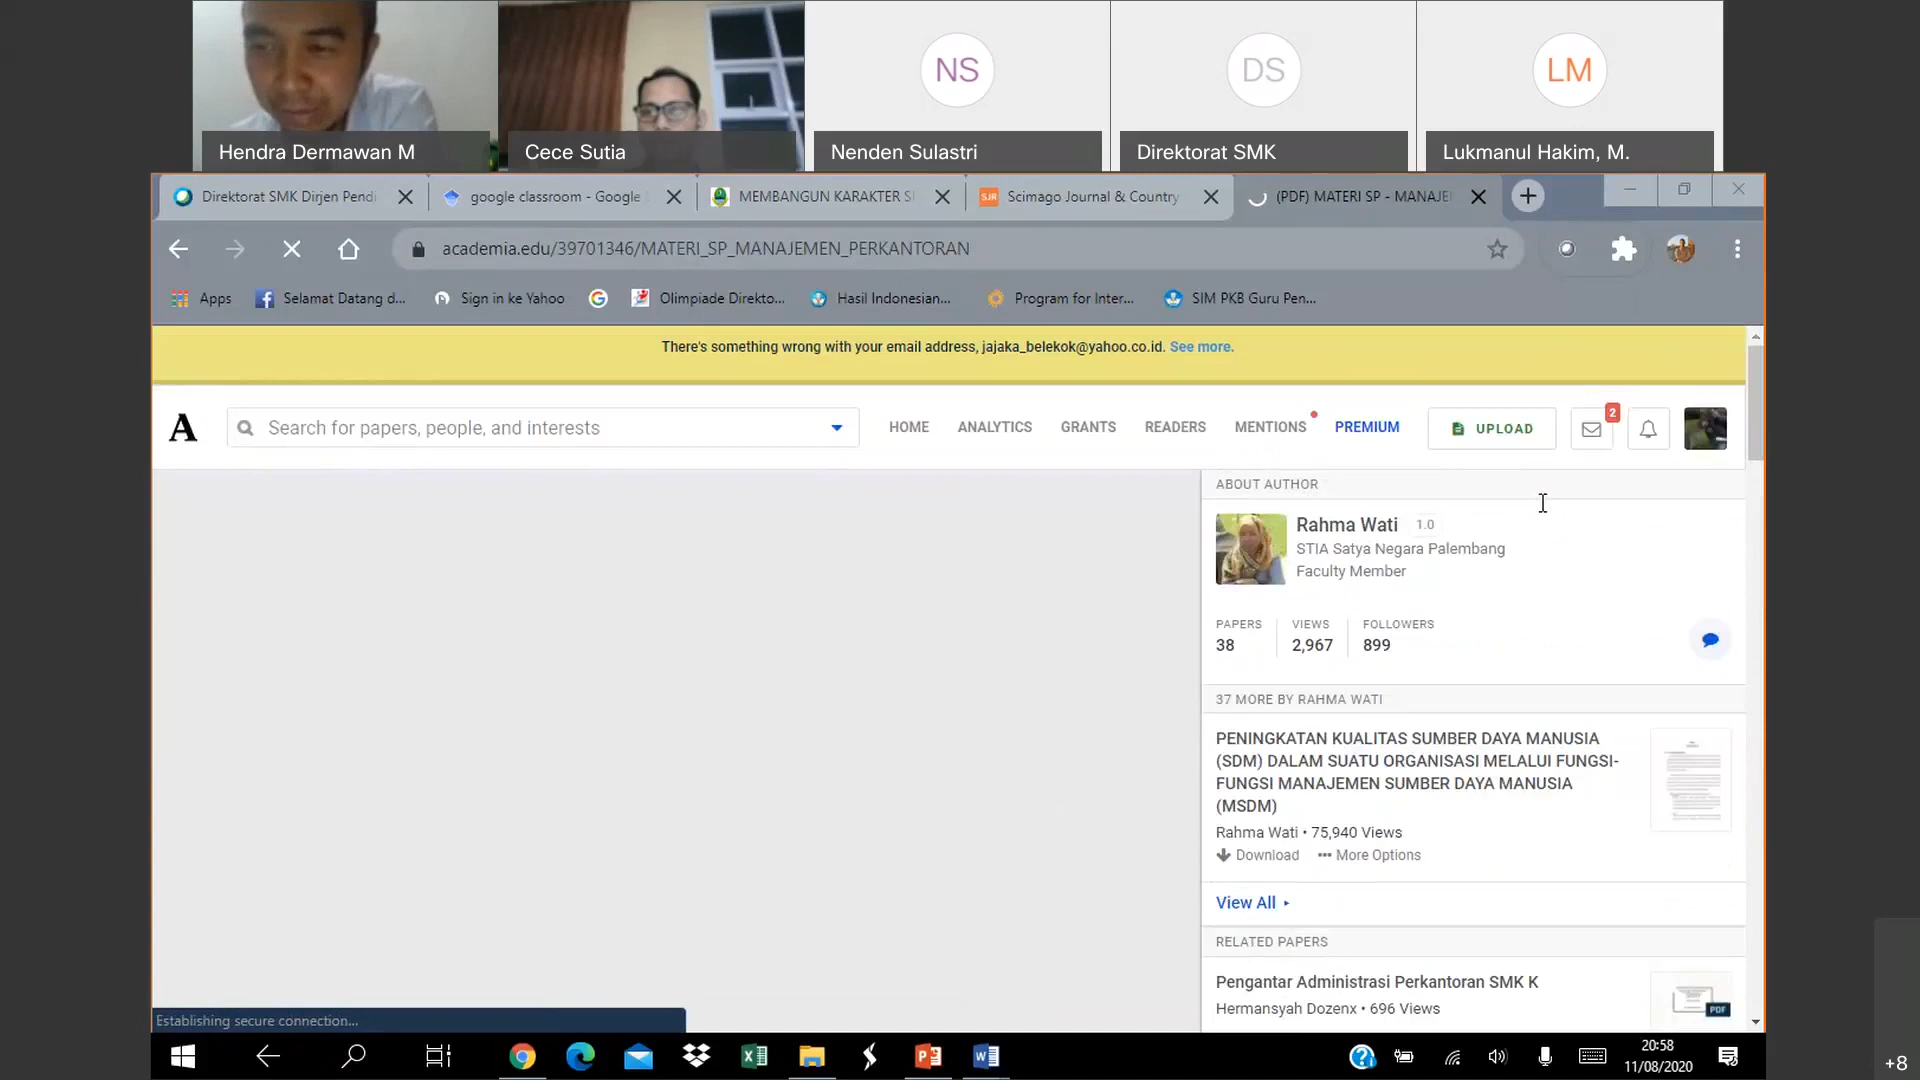 NS
DS
LM
Hendra Dermawan M
Cece Sutia
Nenden Sulastri
Direktorat SMK
Lukmanul Hakim, M.
Direktorat SMK Dirjen Pendi
google classroom - Google
MEMBANGUN KARAKTER S
SJR
Scimago Journal & Country
(PDF) MATERI SP - MANAJE
academia.edu/39701346/MATERI_SP_MANAJEMEN_PERKANTORAN
Apps
Selamat Datang d...
Sign in ke Yahoo
Olimpiade Direkto...
Hasil Indonesian...
Program for Inter...
SIM PKB Guru Pen...
There's something wrong with your email address, jajaka_belekok@yahoo.co.id. See more.
A
Search for papers, people, and interests
HOME
ANALYTICS
GRANTS
READERS
MENTIONS
PREMIUM
UPLOAD
2
ABOUT AUTHOR
Rahma Wati 1.0
STIA Satya Negara Palembang
Faculty Member
PAPERS
VIEWS
FOLLOWERS
38
2,967
899
37 MORE BY RAHMA WATI
PENINGKATAN KUALITAS SUMBER DAYA MANUSIA
(SDM) DALAM SUATU ORGANISASI MELALUI FUNGSI-
FUNGSI MANAJEMEN SUMBER DAYA MANUSIA
(MSDM)
Rahma Wati • 75,940 Views
Download
More Options
View All
RELATED PAPERS
Pengantar Administrasi Perkantoran SMK K
Hermansyah Dozenx • 696 Views
PDF
Establishing secure connection...
20:58
11/08/2020
+8